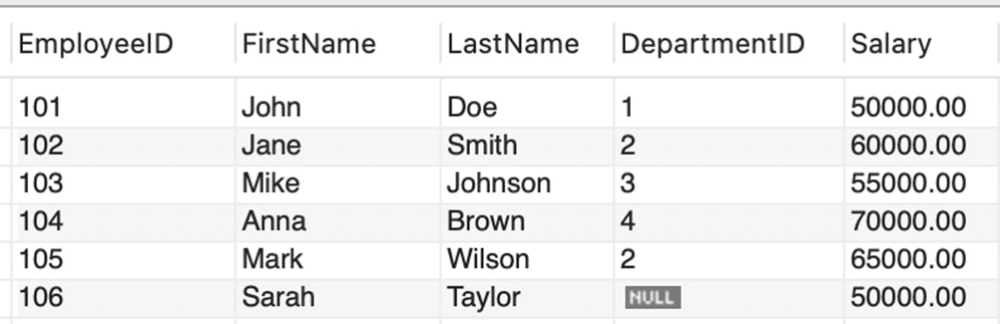 EmployeeID FirstName LastName DepartmentID Salary
101 John Doe 1 50000.00
102 Jane Smith 2 60000.00
103 Mike Johnson 3 55000.00
104 Anna Brown 4 70000.00
105 Mark Wilson 2 65000.00
106 Sarah Taylor NULL 50000.00